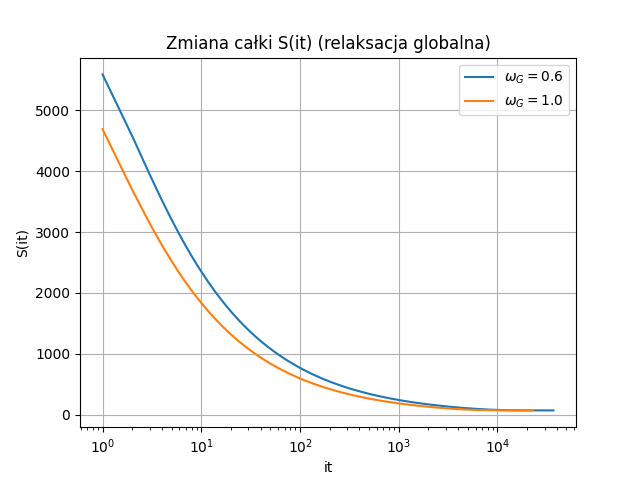 Zmiana całki S(it) (relaksacja globalna)
ω_G = 0.6
ω_G = 1.0
S(it)
5000
4000
3000
2000
1000
0
10^0
10^1
10^2
10^3
10^4
it